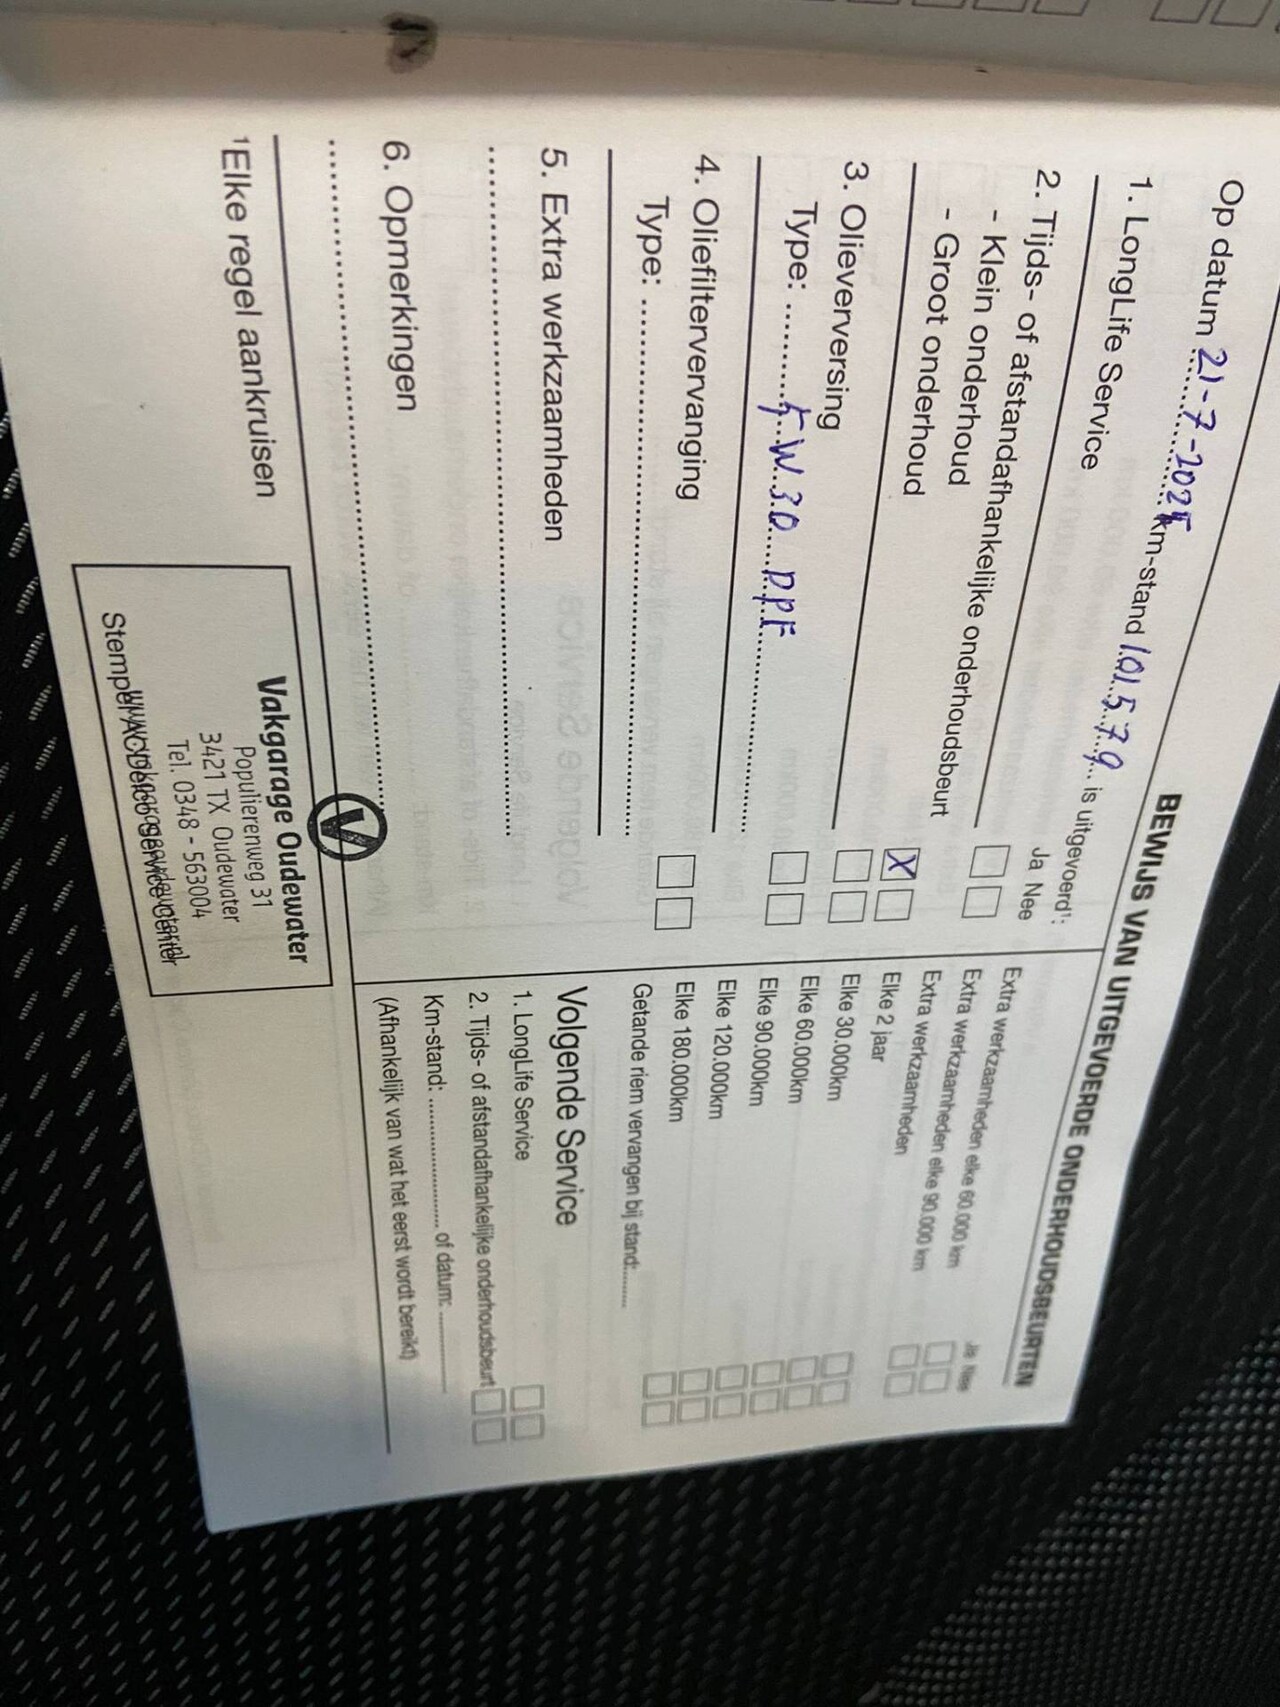 BEWIJS VAN UITGEVOERDE ONDERHOUDSBEURTEN
Op datum 21-7-2025 km-stand 101.579 is uitgevoerd¹:
Ja Nee
1. LongLife Service
2. Tijds- of afstandafhankelijke onderhoudsbeurt
- Klein onderhoud
- Groot onderhoud
3. Olieverversing
Type: 5W30 DPF
4. Oliefiltervervanging
Type:
5. Extra werkzaamheden
6. Opmerkingen
¹Elke regel aankruisen
Vakgarage Oudewater
Populierenweg 31
3421 TX Oudewater
Tel. 0348 - 563004
Stempel ACDelco Service Center
Extra werkzaamheden
Ja Nee
Extra werkzaamheden elke 60.000 km
Extra werkzaamheden elke 90.000 km
Elke 2 jaar
Elke 30.000km
Elke 60.000km
Elke 90.000km
Elke 120.000km
Elke 180.000km
Getande riem vervangen bij stand:
Volgende Service
1. LongLife Service
2. Tijds- of afstandafhankelijke onderhoudsbeurt
Km-stand: of datum:
(Afhankelijk van wat het eerst wordt bereikt)